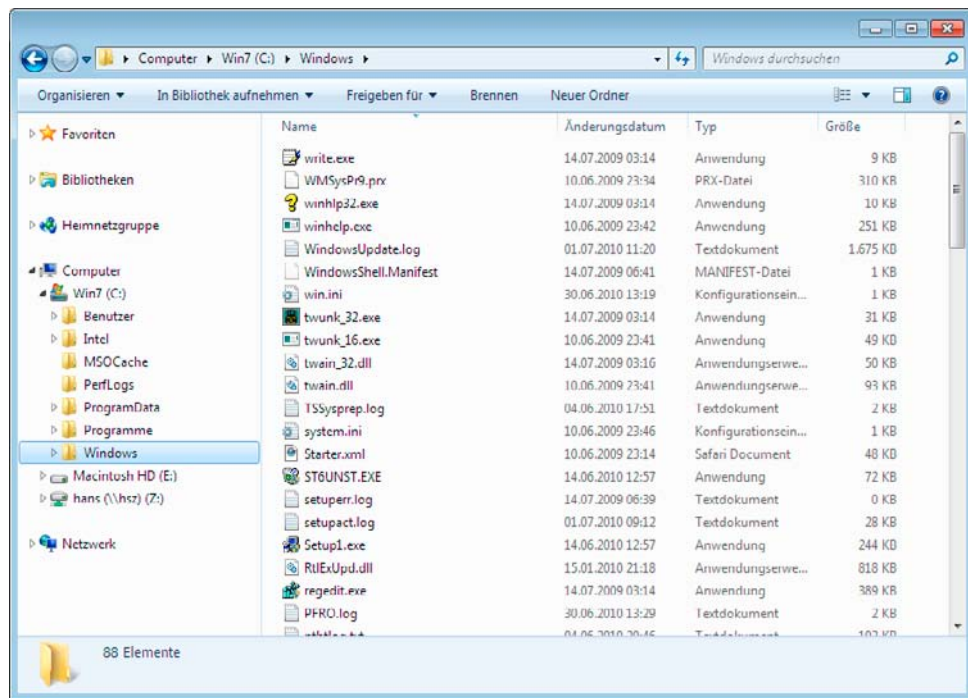 Computer Win7 (C:) Windows
Windows durchsuchen
Organisieren In Bibliothek aufnehmen Freigeben für Brennen Neuer Ordner
Name Änderungsdatum Typ Größe
Favoriten
Bibliotheken
Heimnetzgruppe
Computer
Win7 (C:)
Benutzer
Intel
MSOCache
PerfLogs
ProgramData
Programme
Windows
Macintosh HD (E:)
hans (\\hsz) (Z:)
Netzwerk
write.exe 14.07.2009 03:14 Anwendung 9 KB
WMSysPr9.prx 10.06.2009 23:34 PRX-Datei 310 KB
winhlp32.exe 14.07.2009 03:14 Anwendung 10 KB
winhelp.exe 10.06.2009 23:42 Anwendung 251 KB
WindowsUpdate.log 01.07.2010 11:20 Textdokument 1.675 KB
WindowsShell.Manifest 14.07.2009 06:41 MANIFEST-Datei 1 KB
win.ini 30.06.2010 13:19 Konfigurationsein... 1 KB
twunk_32.exe 14.07.2009 03:14 Anwendung 31 KB
twunk_16.exe 10.06.2009 23:41 Anwendung 49 KB
twain_32.dll 14.07.2009 03:16 Anwendungserwe... 50 KB
twain.dll 10.06.2009 23:41 Anwendungserwe... 93 KB
TSSysprep.log 04.06.2010 17:51 Textdokument 2 KB
system.ini 10.06.2009 23:46 Konfigurationsein... 1 KB
Starter.xml 10.06.2009 23:14 Safari Document 48 KB
ST6UNST.EXE 14.06.2010 12:57 Anwendung 72 KB
setuperr.log 14.07.2009 06:39 Textdokument 0 KB
setupact.log 01.07.2010 09:12 Textdokument 28 KB
Setup1.exe 14.06.2010 12:57 Anwendung 244 KB
RtlExUpd.dll 15.01.2010 21:18 Anwendungserwe... 818 KB
regedit.exe 14.07.2009 03:14 Anwendung 389 KB
PFRO.log 30.06.2010 13:29 Textdokument 2 KB
88 Elemente